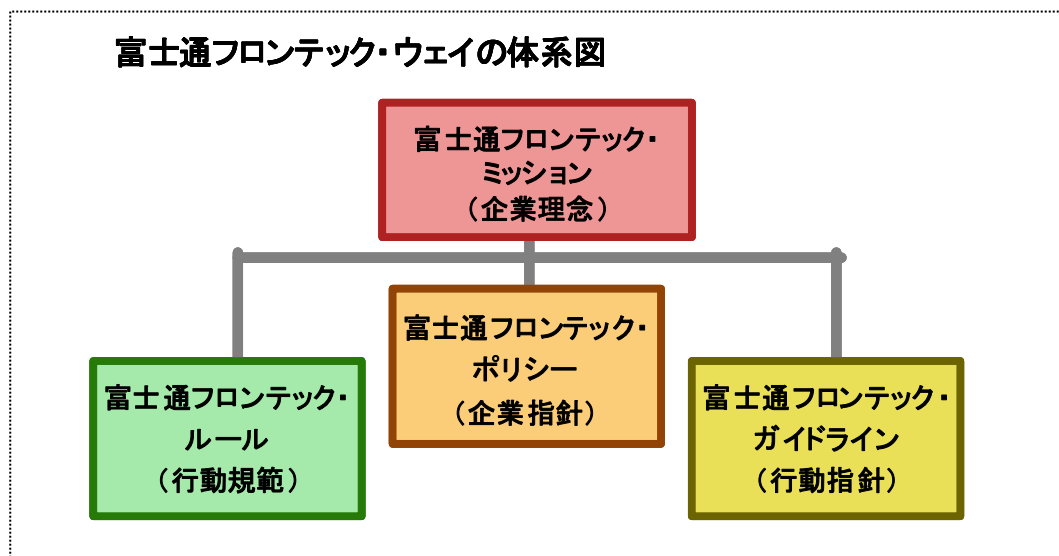 富士通フロンテック・ウェイの体系図
富士通フロンテック・
ミッション
（企業理念）
富士通フロンテック・
ポリシー
（企業指針）
富士通フロンテック・
ルール
（行動規範）
富士通フロンテック・
ガイドライン
（行動指針）